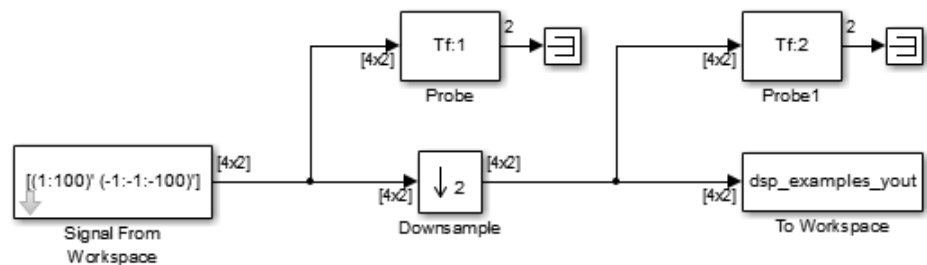 Tf:1
2
[4x2]
Probe
Tf:2
2
[4x2]
Probe1
[(1:100)' (-1:-1:-100)']
[4x2]
Signal From
Workspace
[4x2]
↓ 2
[4x2]
Downsample
[4x2]
dsp_examples_yout
To Workspace